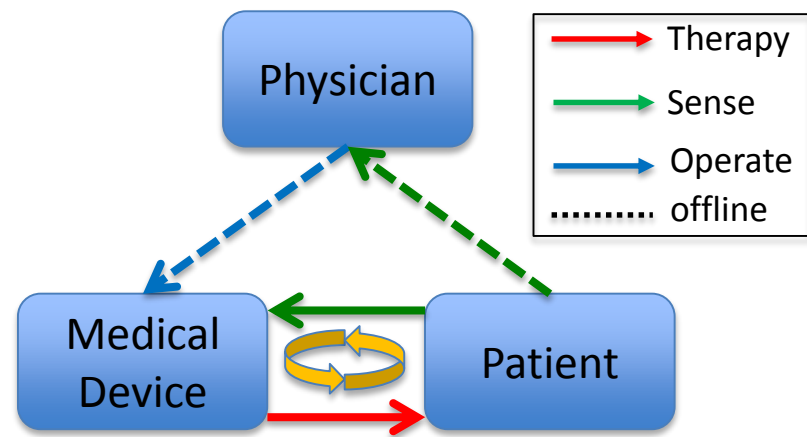 Physician
Therapy
Sense
Operate
offline
Medical
Device
Patient